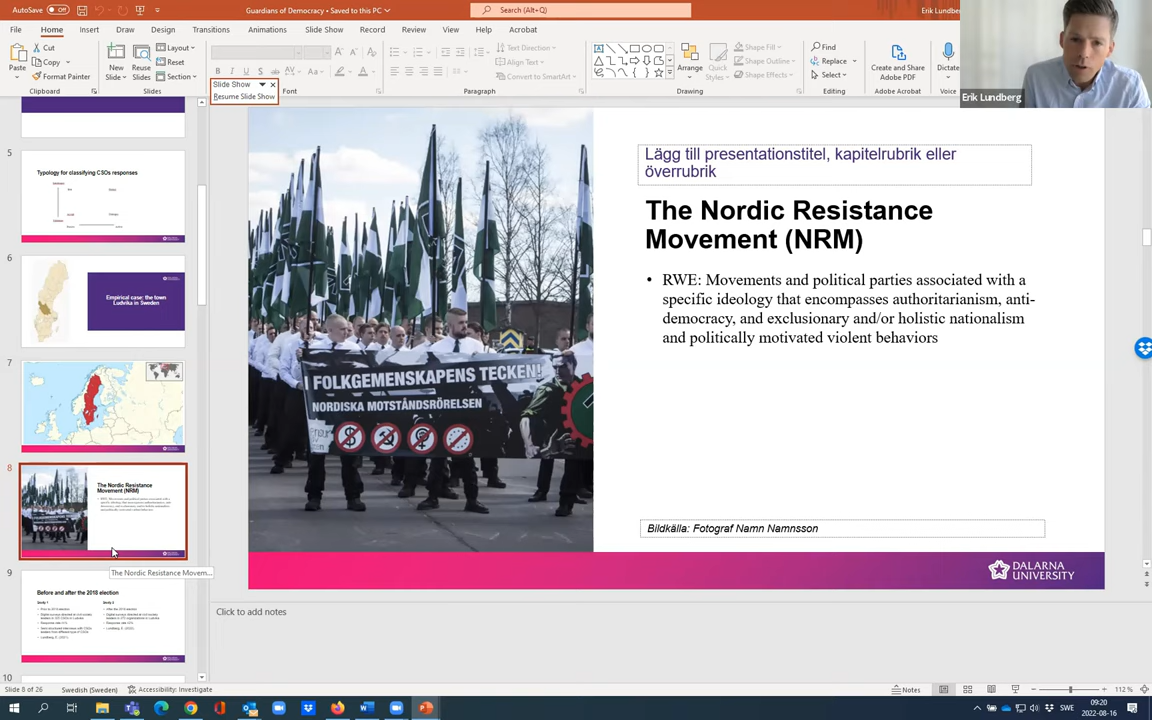 AutoSave
Off
Guardians of Democracy • Saved to this PC
Search (Alt+Q)
Erik Lundberg
File
Home
Insert
Draw
Design
Transitions
Animations
Slide Show
Record
Review
View
Help
Acrobat
Paste
Cut
Copy
Format Painter
Clipboard
New
Slide
Reuse
Slides
Layout
Reset
Section
Slides
Slide Show
Resume Slide Show
Font
Paragraph
Text Direction
Align Text
Convert to SmartArt
Arrange
Quick
Styles
Shape Fill
Shape Outline
Shape Effects
Drawing
Find
Replace
Select
Editing
Create and Share
Adobe PDF
Adobe Acrobat
Dictate
Voice
Erik Lundberg
5
Typology for classifying CSOs responses
6
Empirical case: the town
Ludvika in Sweden
7
8
The Nordic Resistance
Movement (NRM)
The Nordic Resistance Movem...
9
Before and after the 2018 election
10
Lägg till presentationstitel, kapitelrubrik eller
överrubrik
The Nordic Resistance
Movement (NRM)
• RWE: Movements and political parties associated with a
specific ideology that encompasses authoritarianism, anti-
democracy, and exclusionary and/or holistic nationalism
and politically motivated violent behaviors
I FOLKGEMENSKAPENS TECKEN!
NORDISKA MOTSTÅNDSRÖRELSEN
Bildkälla: Fotograf Namn Namnsson
DALARNA
UNIVERSITY
Click to add notes
Slide 8 of 26
Swedish (Sweden)
Accessibility: Investigate
Notes
112 %
SWE
09:20
2022-08-16